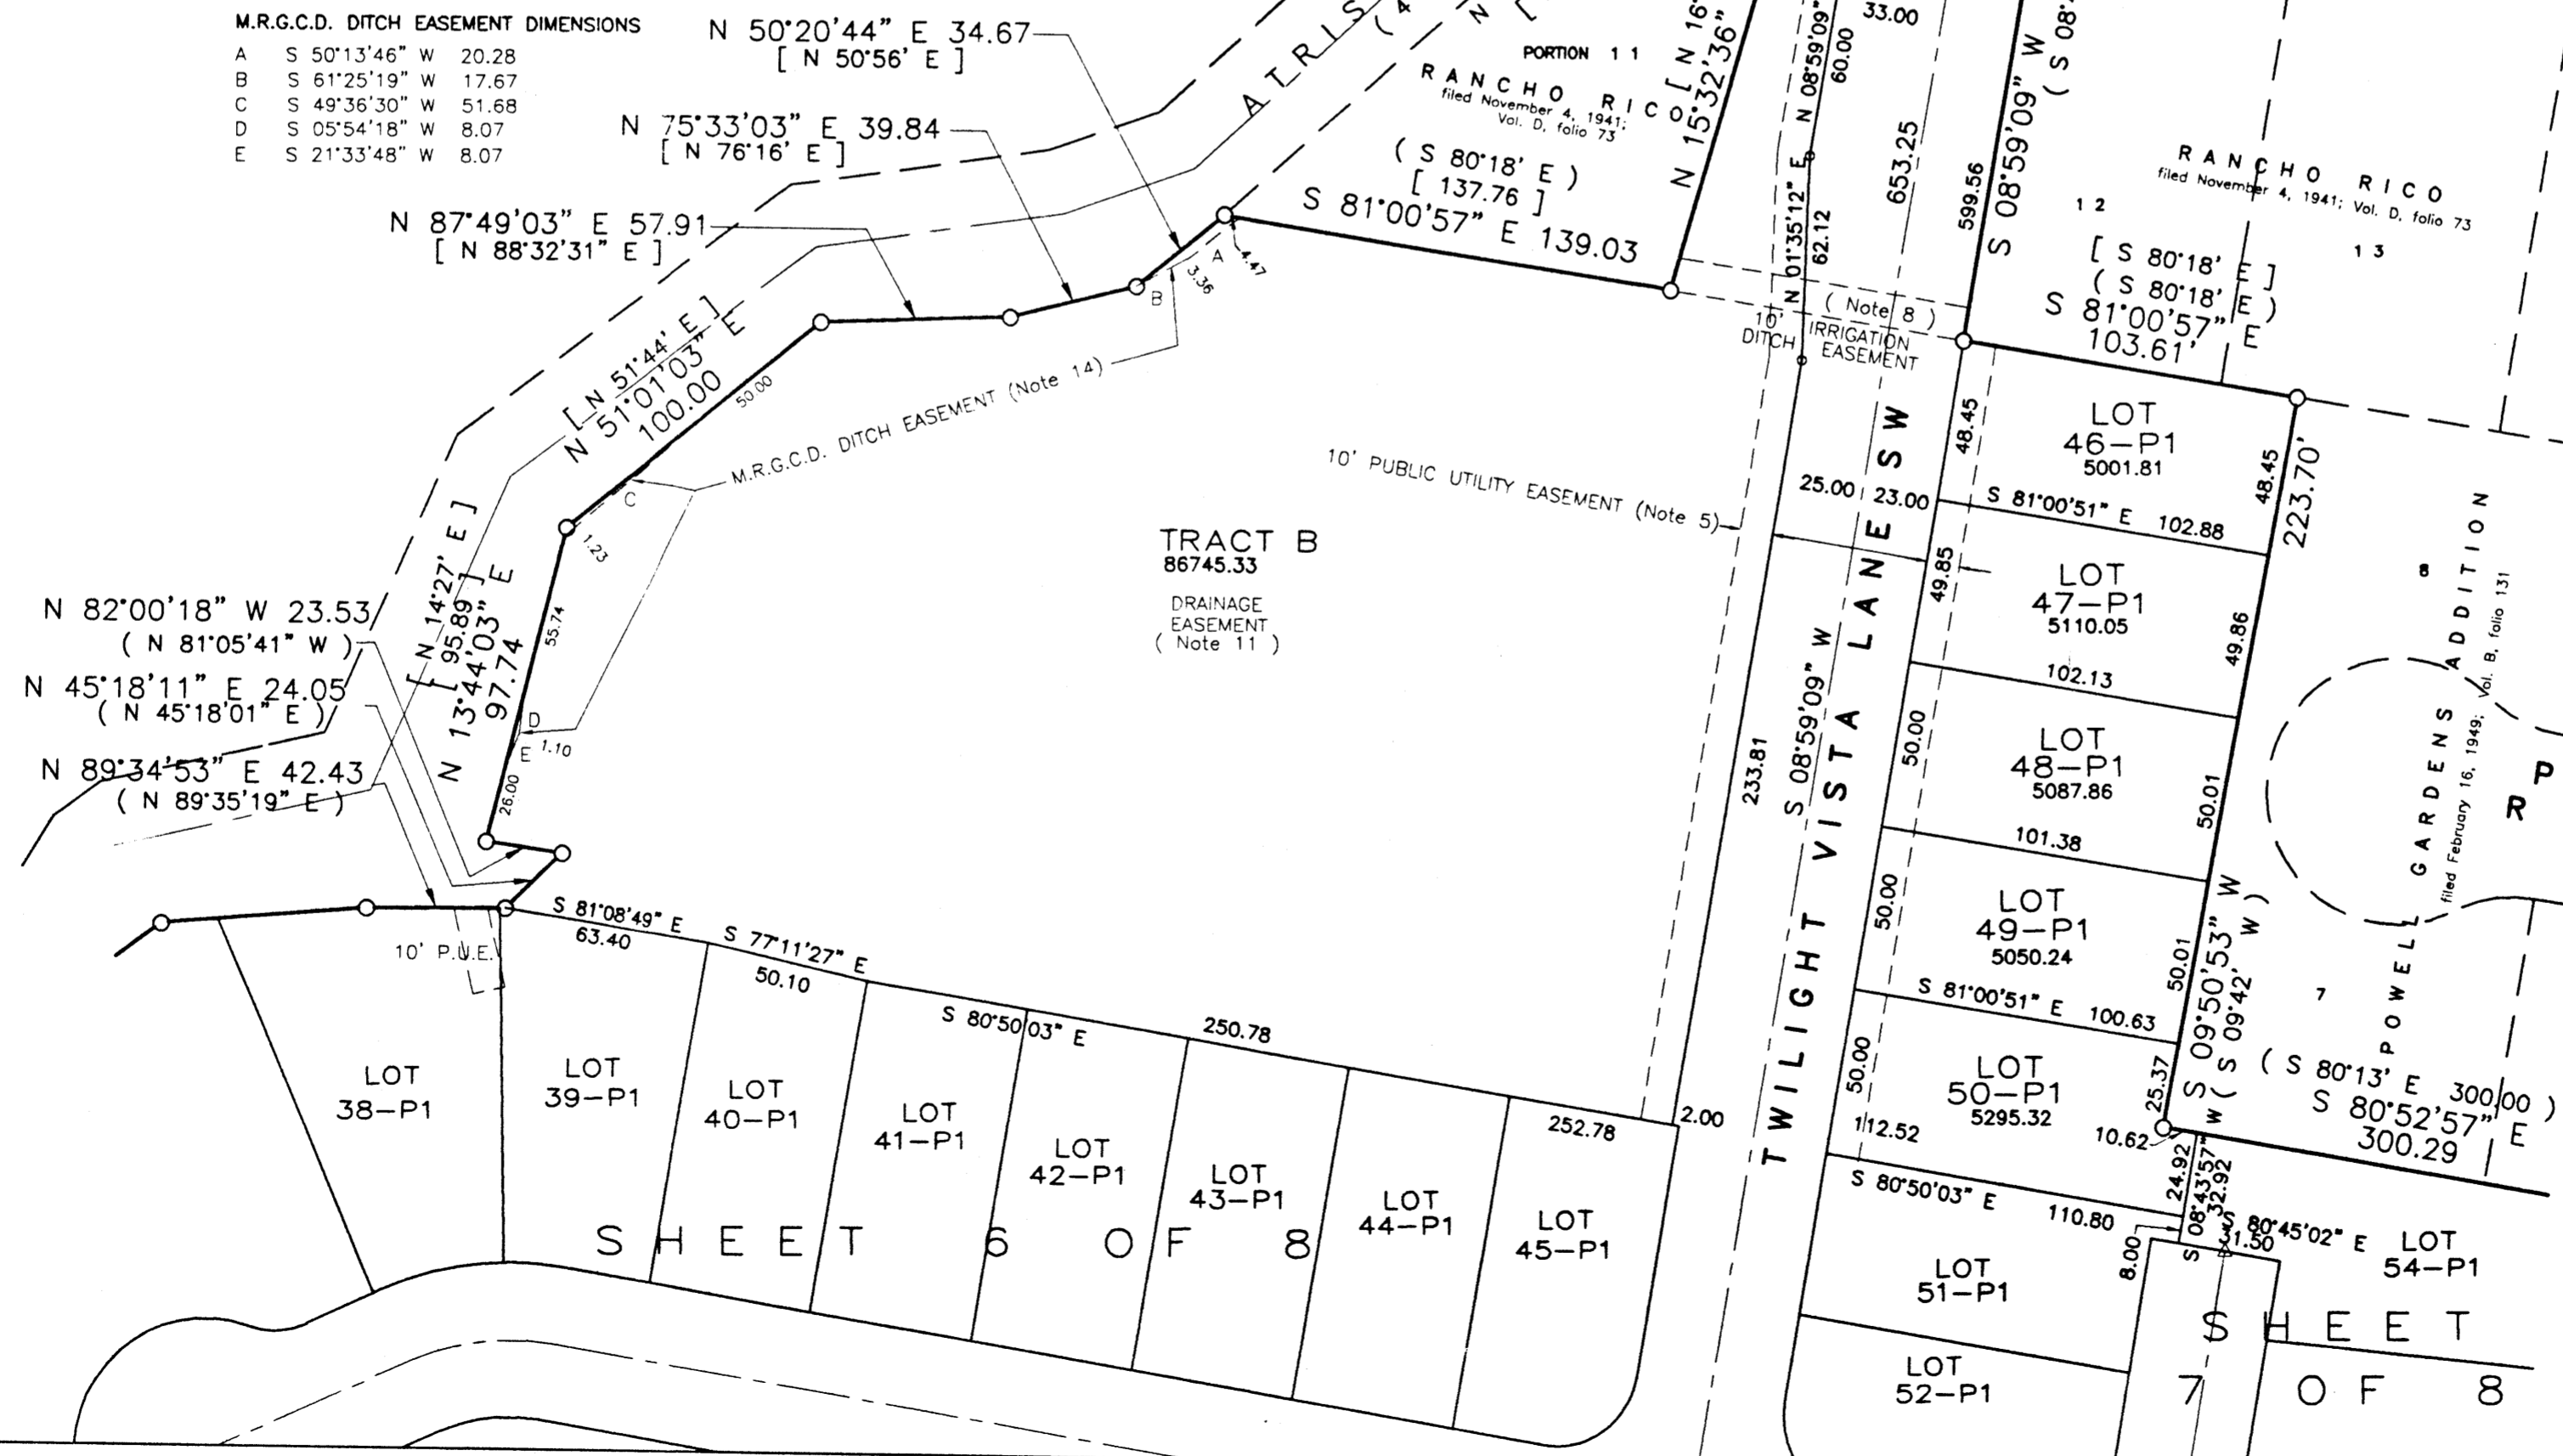 M.R.G.C.D. DITCH EASEMENT DIMENSIONS
A S 50°13'46" W 20.28
B S 61°25'19" W 17.67
C S 49°36'30" W 51.68
D S 05°54'18" W 8.07
E S 21°33'48" W 8.07
N 50°20'44" E 34.67
[ N 50°56' E ]
N 75°33'03" E 39.84
[ N 76°16' E ]
N 87°49'03" E 57.91
[ N 88°32'31" E ]
[ N 51°44' E ]
N 51°01'03" E
100.00
50.00
[ N 14°27' E ]
[ 95.89 ]
N 13°44'03" E
97.74
55.74
26.00
1.23
C
D
E 1.10
N 82°00'18" W 23.53
( N 81°05'41" W )
N 45°18'11" E 24.05
( N 45°18'01" E )
N 89°34'53" E 42.43
( N 89°35'19" E )
M.R.G.C.D. DITCH EASEMENT (Note 14)
A
B
3.36
4.47
ATRIS
(4
N [
PORTION 1 1
RANCHO RICO
filed November 4, 1941;
Vol. D, folio 73
( S 80°18' E )
[ 137.76 ]
S 81°00'57" E 139.03
[ N 16°
N 15°32'36"
N 08°59'09"
60.00
33.00
N 01°35'12" E
62.12
653.25
599.56
S 08°59'09" W
( S 08°
RANCHO RICO
filed November 4, 1941; Vol. D, folio 73
1 2
1 3
[ S 80°18' E ]
( S 80°18' E )
S 81°00'57" E
103.61'
( Note 8 )
10' IRRIGATION
DITCH EASEMENT
10' PUBLIC UTILITY EASEMENT (Note 5)
25.00 23.00
TRACT B
86745.33
DRAINAGE
EASEMENT
( Note 11 )
233.81
S 08°59'09" W
TWILIGHT VISTA LANE SW
48.45
LOT
46-P1
5001.81
48.45
223.70'
S 81°00'51" E 102.88
49.85
LOT
47-P1
5110.05
49.86
102.13
50.00
LOT
48-P1
5087.86
50.01
101.38
50.00
LOT
49-P1
5050.24
50.01
S 81°00'51" E 100.63
50.00
LOT
50-P1
5295.32
25.37
112.52
10.62
S 09°50'53" W
( S 09°42' W )
8
7
POWELL GARDENS ADDITION
filed February 16, 1949; Vol. B, folio 131
P
R
( S 80°13' E 300.00 )
S 80°52'57" E
300.29
S 80°50'03" E
110.80
24.92
S 08°43'57" W
32.92
8.00
S 80°45'02" E
31.50
LOT
51-P1
LOT
52-P1
LOT
54-P1
SHEET
7 OF 8
10' P.U.E.
S 81°08'49" E
63.40
S 77°11'27" E
50.10
S 80°50'03" E
250.78
252.78
2.00
LOT
38-P1
LOT
39-P1
LOT
40-P1
LOT
41-P1
LOT
42-P1
LOT
43-P1
LOT
44-P1
LOT
45-P1
SHEET 6 OF 8